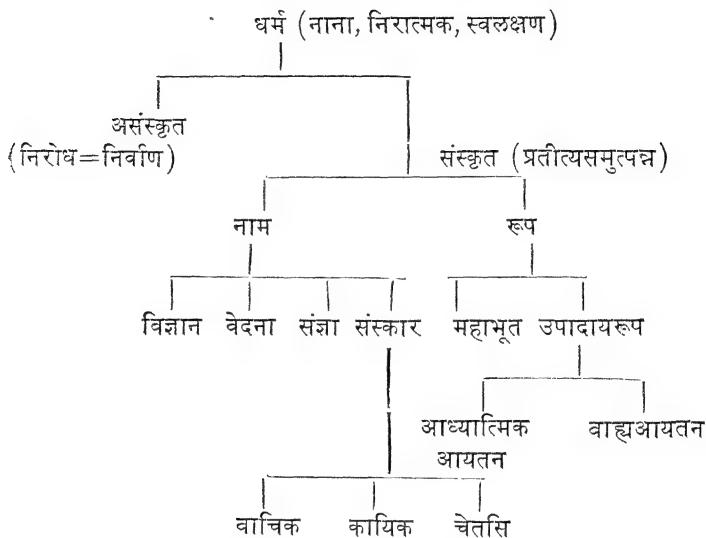 धर्म (नाना, निरात्मक, स्वलक्षण)
असंस्कृत
(निरोध=निर्वाण)
संस्कृत (प्रतीत्यसमुत्पन्न)
नाम रूप
विज्ञान वेदना संज्ञा संस्कार महाभूत उपादायरूप
आध्यात्मिक वाह्यआयतन
आयतन
वाचिक कायिक चेतसि